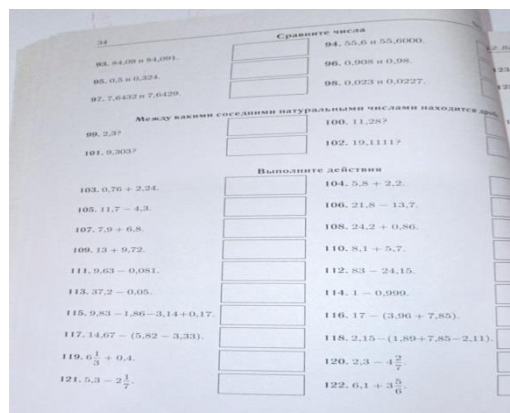 34
Сравните числа
93. 84,09 и 84,091.
94. 55,6 и 55,6000.
95. 0,5 и 0,324.
96. 0,908 и 0,98.
97. 7,6432 и 7,6429.
98. 0,023 и 0,0227.
Между какими соседними натуральными числами находится
99. 2,3?
100. 11,28?
101. 9,303?
102. 19,1111?
Выполните действия
103. 0,76 + 2,24.
104. 5,8 + 2,2.
105. 11,7 − 4,3.
106. 21,8 − 13,7.
107. 7,9 + 6,8.
108. 24,2 + 0,86.
109. 13 + 9,72.
110. 8,1 + 5,7.
111. 9,63 − 0,081.
112. 83 − 24,15.
113. 37,2 − 0,05.
114. 1 − 0,999.
115. 9,83 −1,86−3,14+0,17.
116. 17 − (3,96 + 7,85).
117. 14,67 − (5,82 − 3,33).
118. 2,15−(1,89+7,85−2,11).
119. 6 1/3 + 0,4.
120. 2,3 − 4 2/7.
121. 5,3 − 2 1/7.
122. 6,1 + 3 5/6.